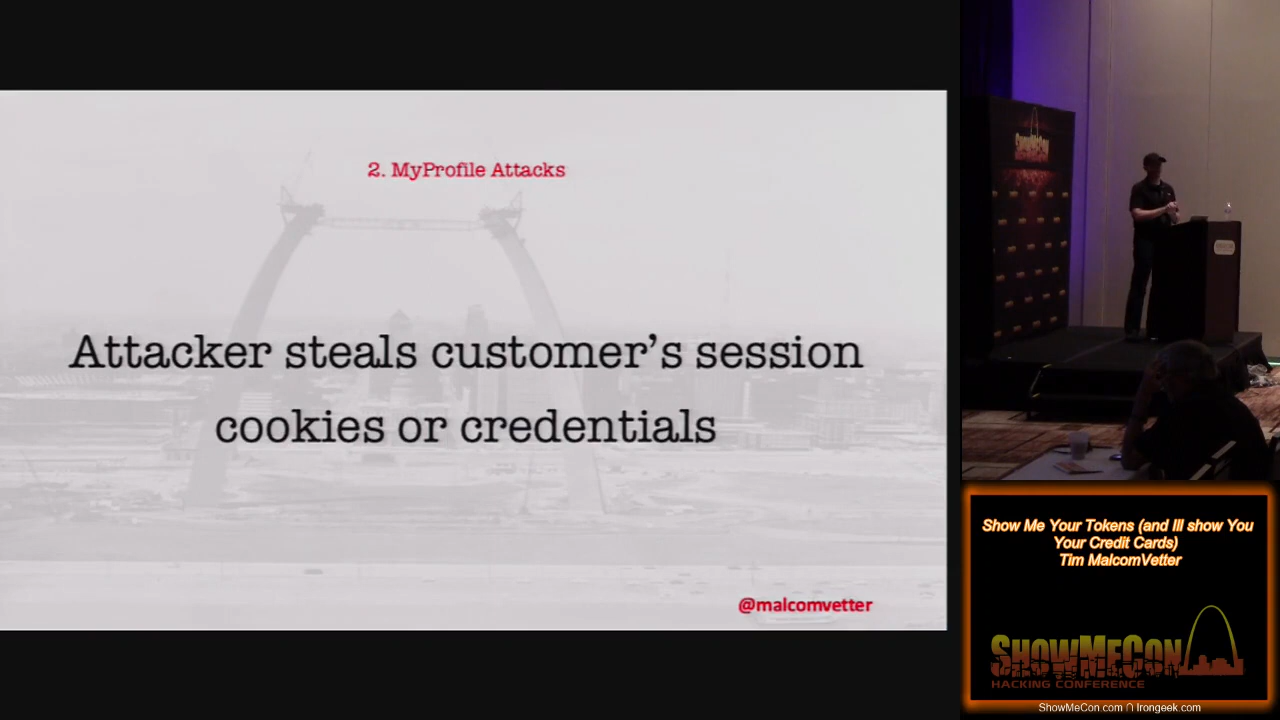 2. MyProfile Attacks
Attacker steals customer's session
cookies or credentials
@malcomvetter
ShowMeCon
Show Me Your Tokens (and Ill show You
Your Credit Cards)
Tim MalcomVetter
ShowMeCon
HACKING CONFERENCE
ShowMeCon.com ∩ Irongeek.com